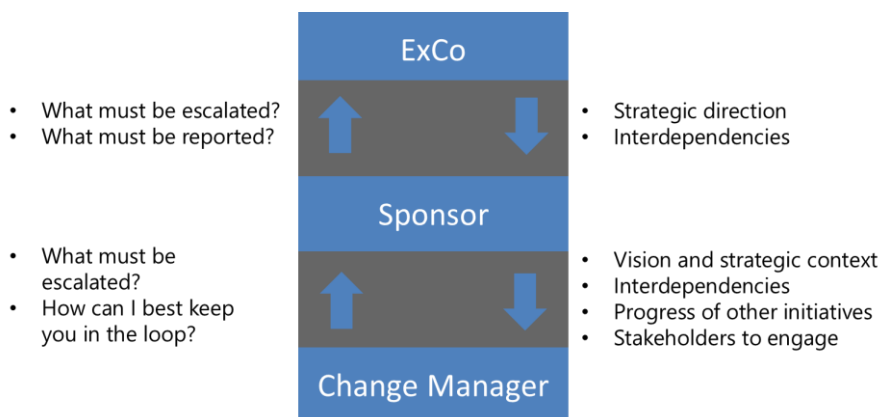 ExCo
• What must be escalated?
• What must be reported?
• Strategic direction
• Interdependencies
Sponsor
• What must be
escalated?
• How can I best keep
you in the loop?
• Vision and strategic context
• Interdependencies
• Progress of other initiatives
• Stakeholders to engage
Change Manager